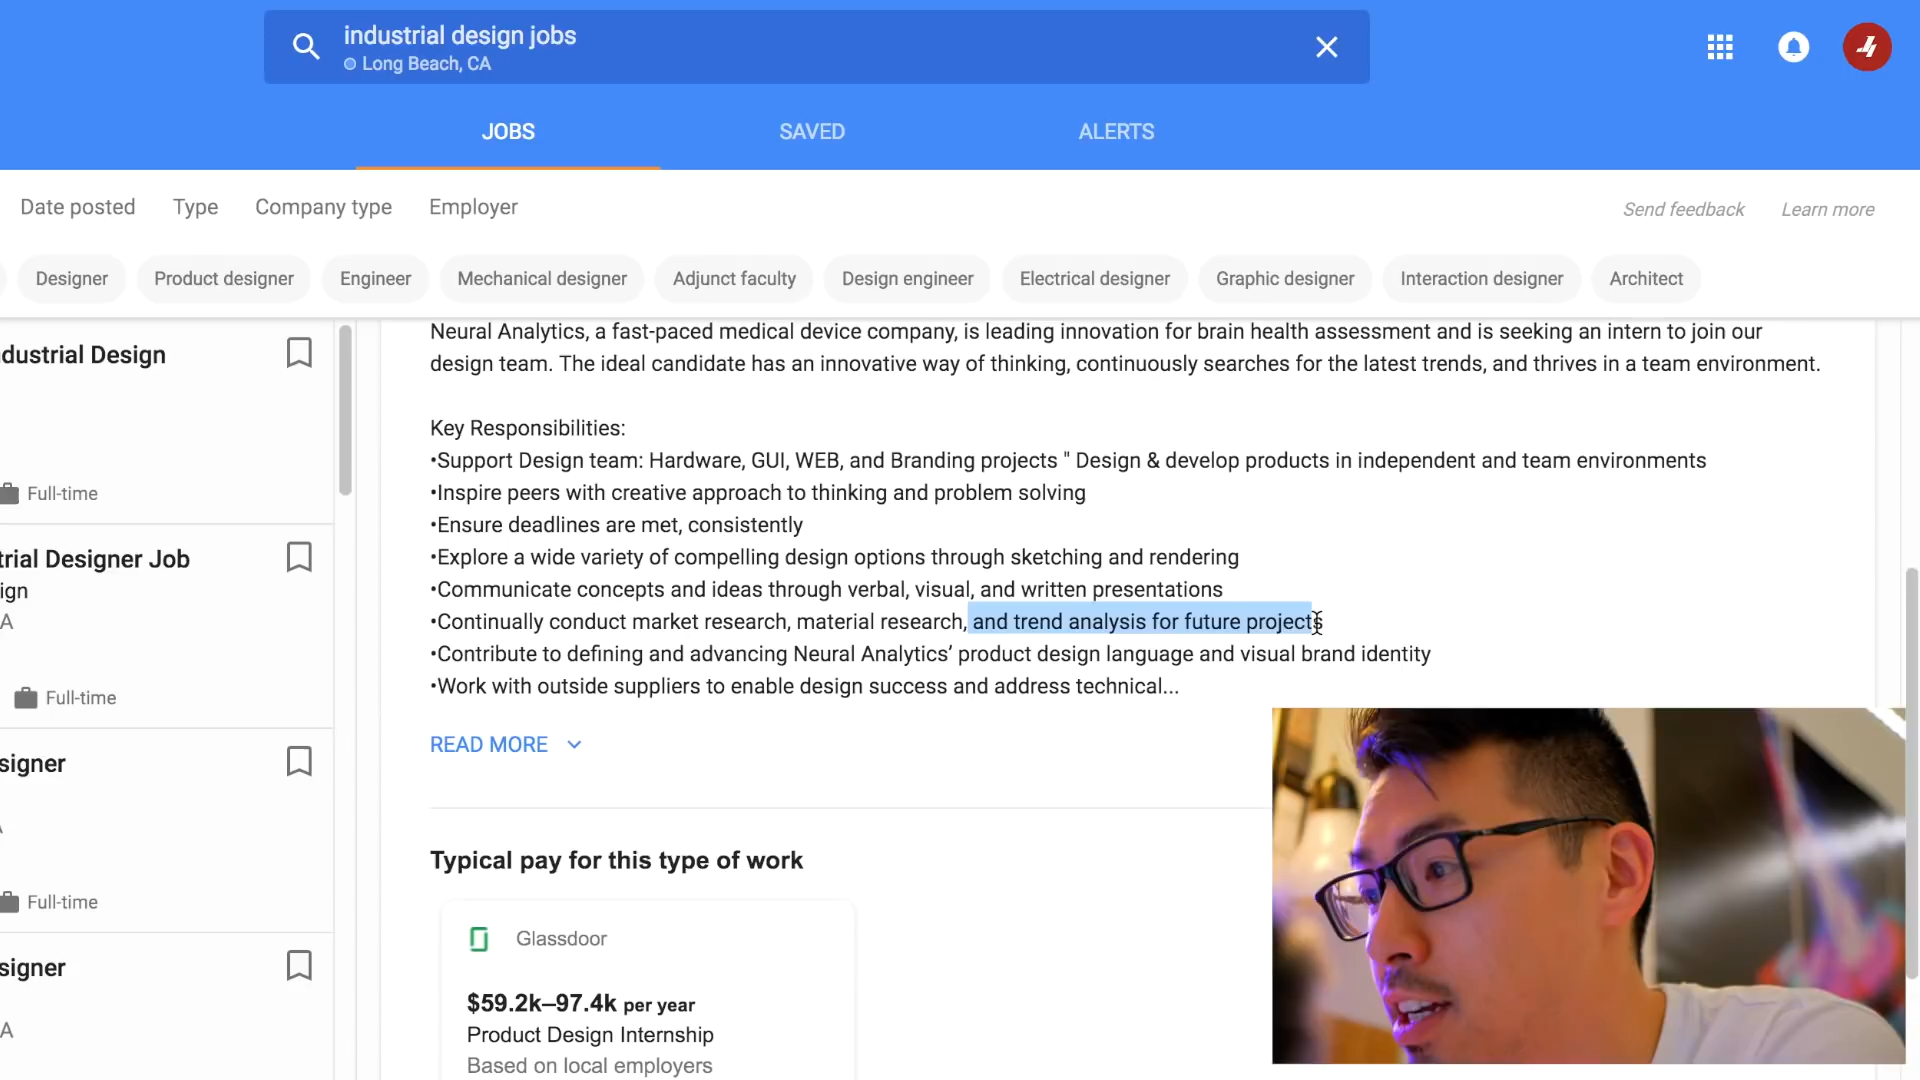 industrial design jobs
Long Beach, CA
JOBS
SAVED
ALERTS
Date posted
Type
Company type
Employer
Send feedback
Learn more
Designer
Product designer
Engineer
Mechanical designer
Adjunct faculty
Design engineer
Electrical designer
Graphic designer
Interaction designer
Architect
dustrial Design
Full-time
trial Designer Job
ign
A
Full-time
signer
Full-time
signer
A
Neural Analytics, a fast-paced medical device company, is leading innovation for brain health assessment and is seeking an intern to join our
design team. The ideal candidate has an innovative way of thinking, continuously searches for the latest trends, and thrives in a team environment.
Key Responsibilities:
•Support Design team: Hardware, GUI, WEB, and Branding projects " Design & develop products in independent and team environments
•Inspire peers with creative approach to thinking and problem solving
•Ensure deadlines are met, consistently
•Explore a wide variety of compelling design options through sketching and rendering
•Communicate concepts and ideas through verbal, visual, and written presentations
•Continually conduct market research, material research, and trend analysis for future projects
•Contribute to defining and advancing Neural Analytics’ product design language and visual brand identity
•Work with outside suppliers to enable design success and address technical...
READ MORE
Typical pay for this type of work
Glassdoor
$59.2k–97.4k per year
Product Design Internship
Based on local employers